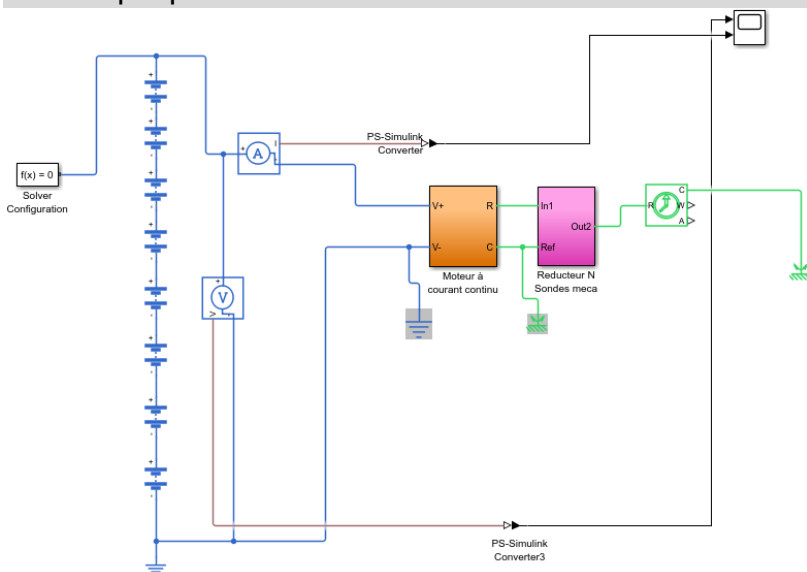 PS-Simulink
Converter
f(x) = 0
Solver
Configuration
+
-
+
-
+
-
+
-
+
-
+
-
+
-
+
-
+
A
I
-
V+
V-
R
C
Moteur à
courant continu
In1
Out2
Ref
Reducteur N
Sondes meca
R
C
W
A
+
V
V
-
PS-Simulink
Converter3